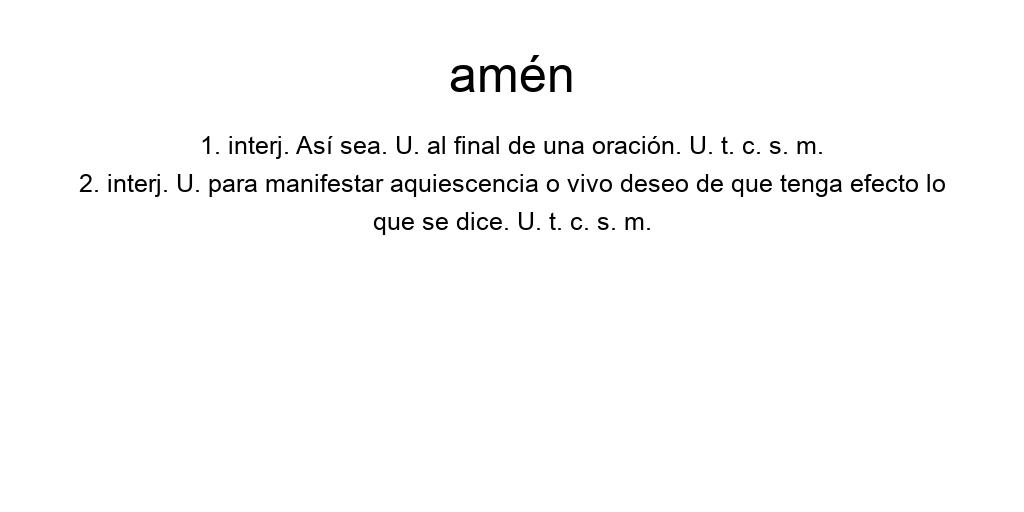 amén
1. interj. Así sea. U. al final de una oración. U. t. c. s. m.
2. interj. U. para manifestar aquiescencia o vivo deseo de que tenga efecto lo
que se dice. U. t. c. s. m.